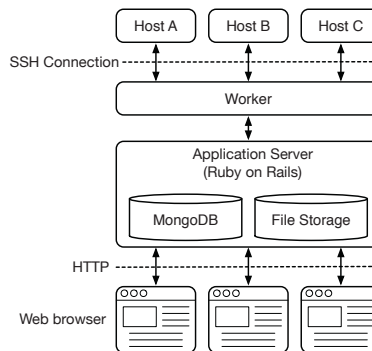 Host A
Host B
Host C
SSH Connection
Worker
Application Server
(Ruby on Rails)
MongoDB
File Storage
HTTP
Web browser